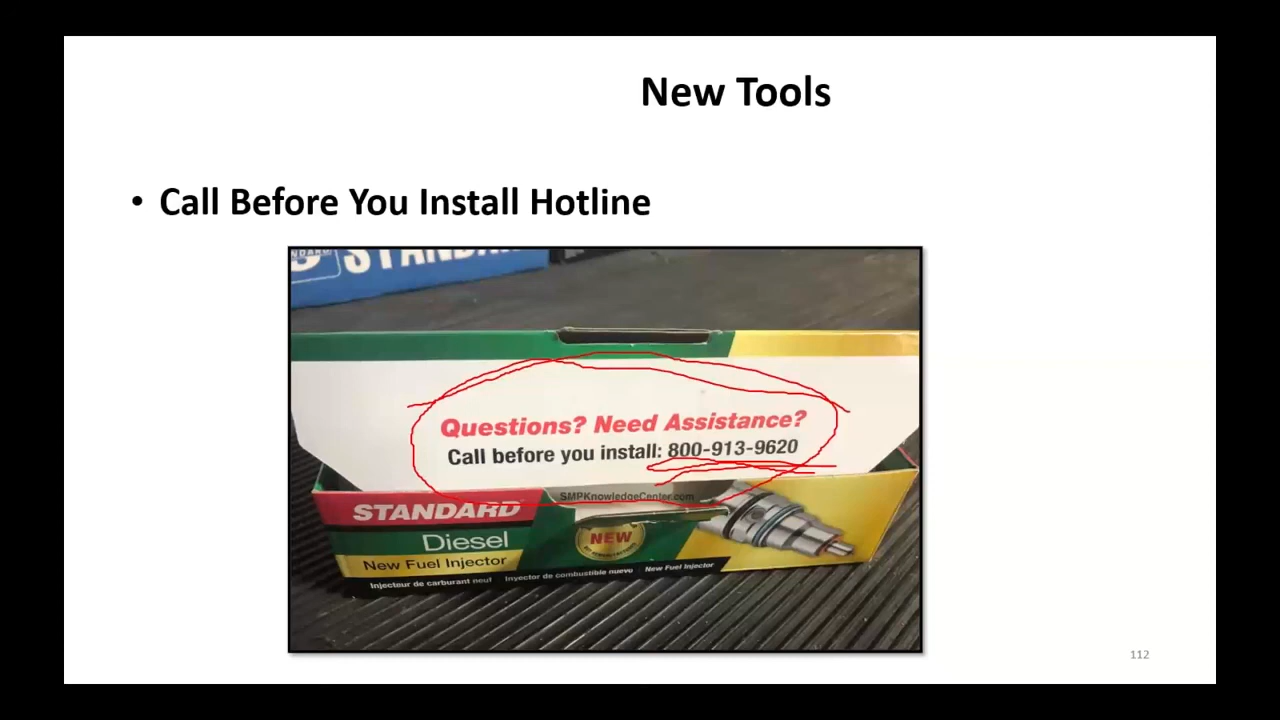 New Tools
• Call Before You Install Hotline
STANDARD
Questions? Need Assistance?
Call before you install: 800-913-9620
SMPKnowledgeCenter.com
STANDARD
Diesel
NEW
New Fuel Injector
Injecteur de carburant neuf Inyector de combustible nuevo New Fuel Injector
112